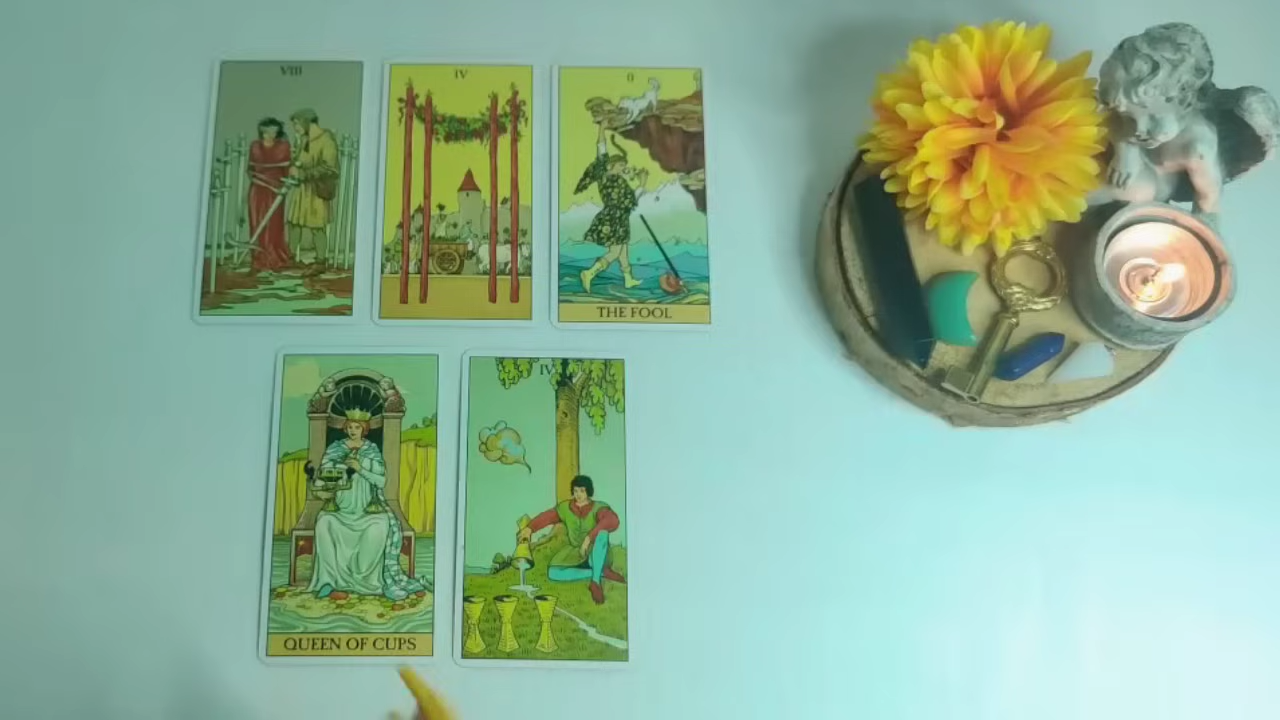 VIII
IV
0
THE FOOL
QUEEN OF CUPS
IV